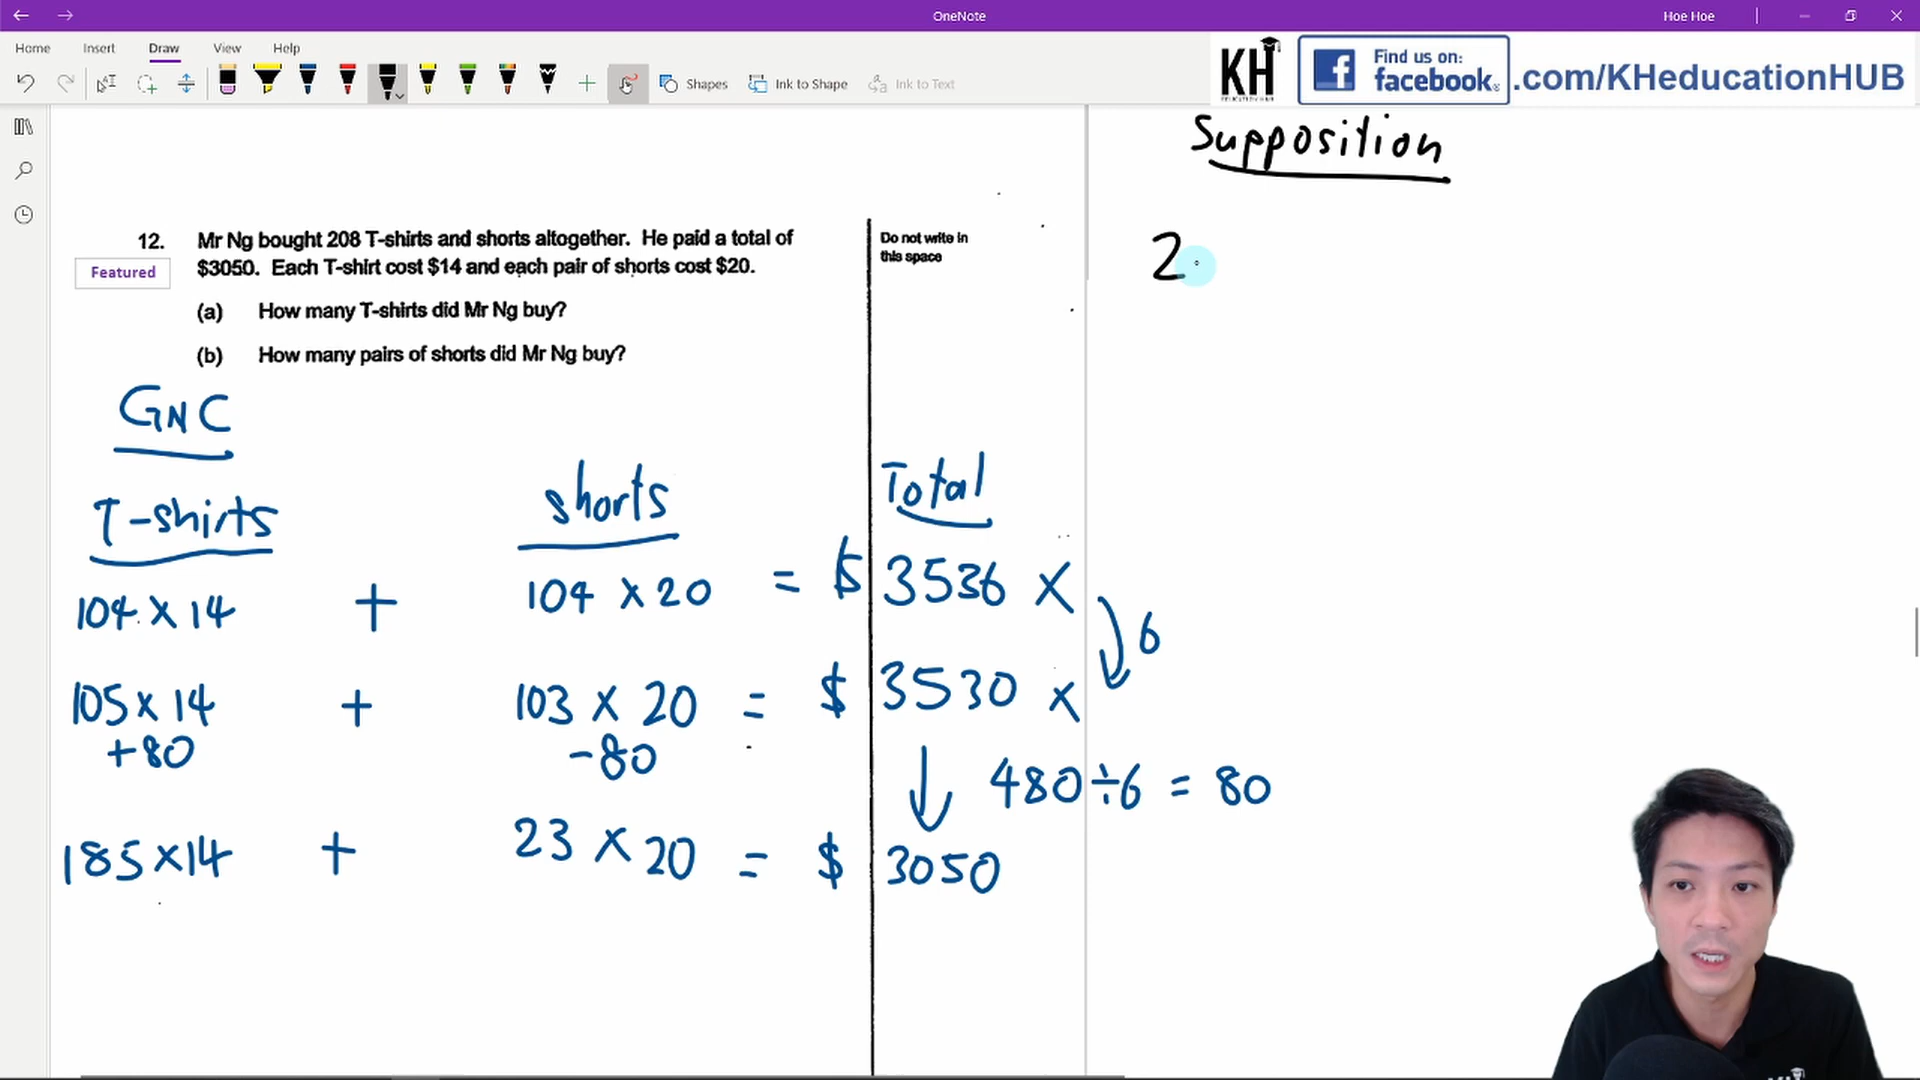 OneNote
Hoe Hoe
Home Insert Draw View Help
Shapes Ink to Shape Ink to Text
KH
Find us on:
facebook.
.com/KHeducationHUB
Supposition
2
12. Mr Ng bought 208 T-shirts and shorts altogether. He paid a total of
Featured
$3050. Each T-shirt cost $14 and each pair of shorts cost $20.
Do not write in
this space
(a) How many T-shirts did Mr Ng buy?
(b) How many pairs of shorts did Mr Ng buy?
GNC
T-shirts shorts Total
104 × 14 + 104 × 20 = $ 3536 ×
6
105 × 14 + 103 × 20 = $ 3530 ×
+80 -80
480 ÷ 6 = 80
185 × 14 + 23 × 20 = $ 3050
KH